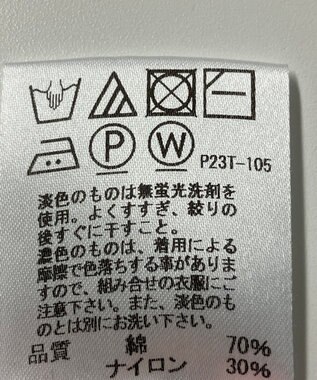 P W P23T-105
淡色のものは無蛍光洗剤を
使用。よくすすぎ、絞りの
後すぐに干すこと。
濃色のものは、着用による
摩擦で色落ちする事がありま
すので、組み合せの衣服にご
注意下さい。また、淡色のも
のとは別にお洗い下さい。
品質 綿 70%
ナイロン 30%